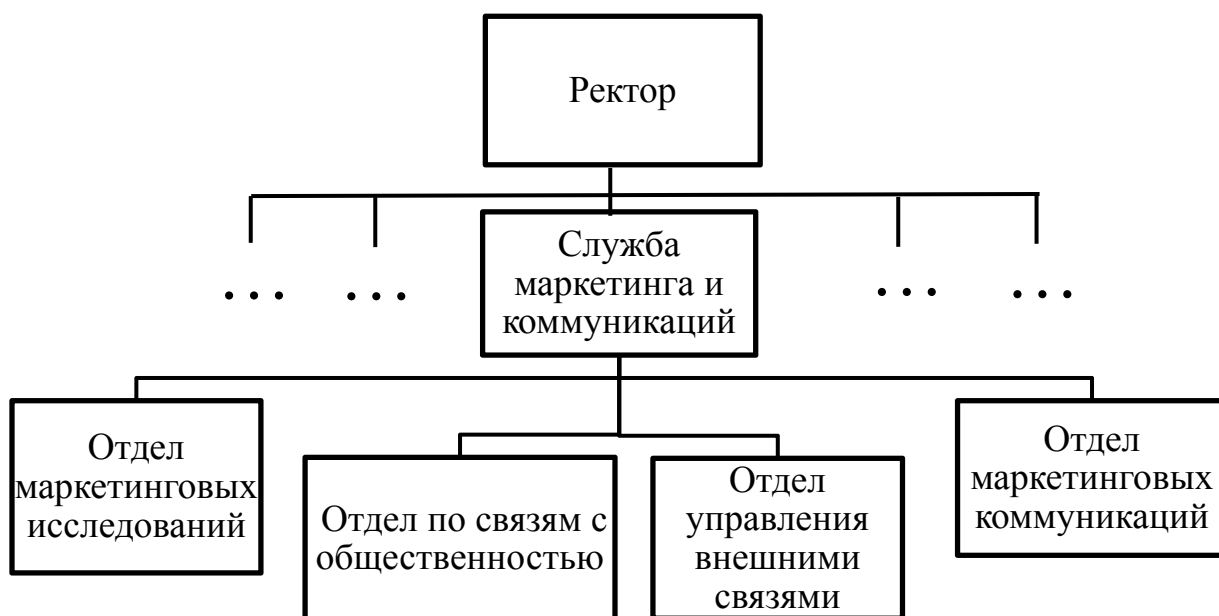 Ректор
Служба
маркетинга и
коммуникаций
... ... ... ...
Отдел
маркетинговых
исследований
Отдел по связям с
общественностью
Отдел
управления
внешними
связями
Отдел
маркетинговых
коммуникаций